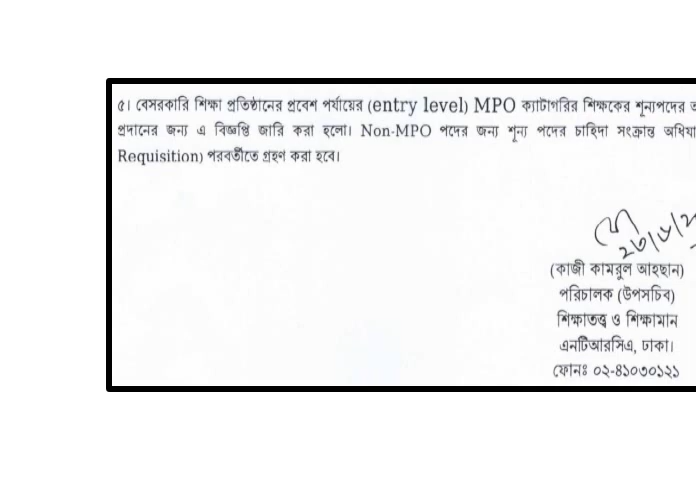 ৫। বেসরকারি শিক্ষা প্রতিষ্ঠানের প্রবেশ পর্যায়ের (entry level) MPO ক্যাটাগরির শিক্ষকের শূন্যপদের
প্রদানের জন্য এ বিজ্ঞপ্তি জারি করা হলো। Non-MPO পদের জন্য শূন্য পদের চাহিদা সংক্রান্ত
Requisition) পরবর্তীতে গ্রহণ করা হবে।
(কাজী কামরুল আহছান)
পরিচালক (উপসচিব)
শিক্ষাতত্ত্ব ও শিক্ষামান
এনটিআরসিএ, ঢাকা।
ফোনঃ ০২-৪১০৩০১২১